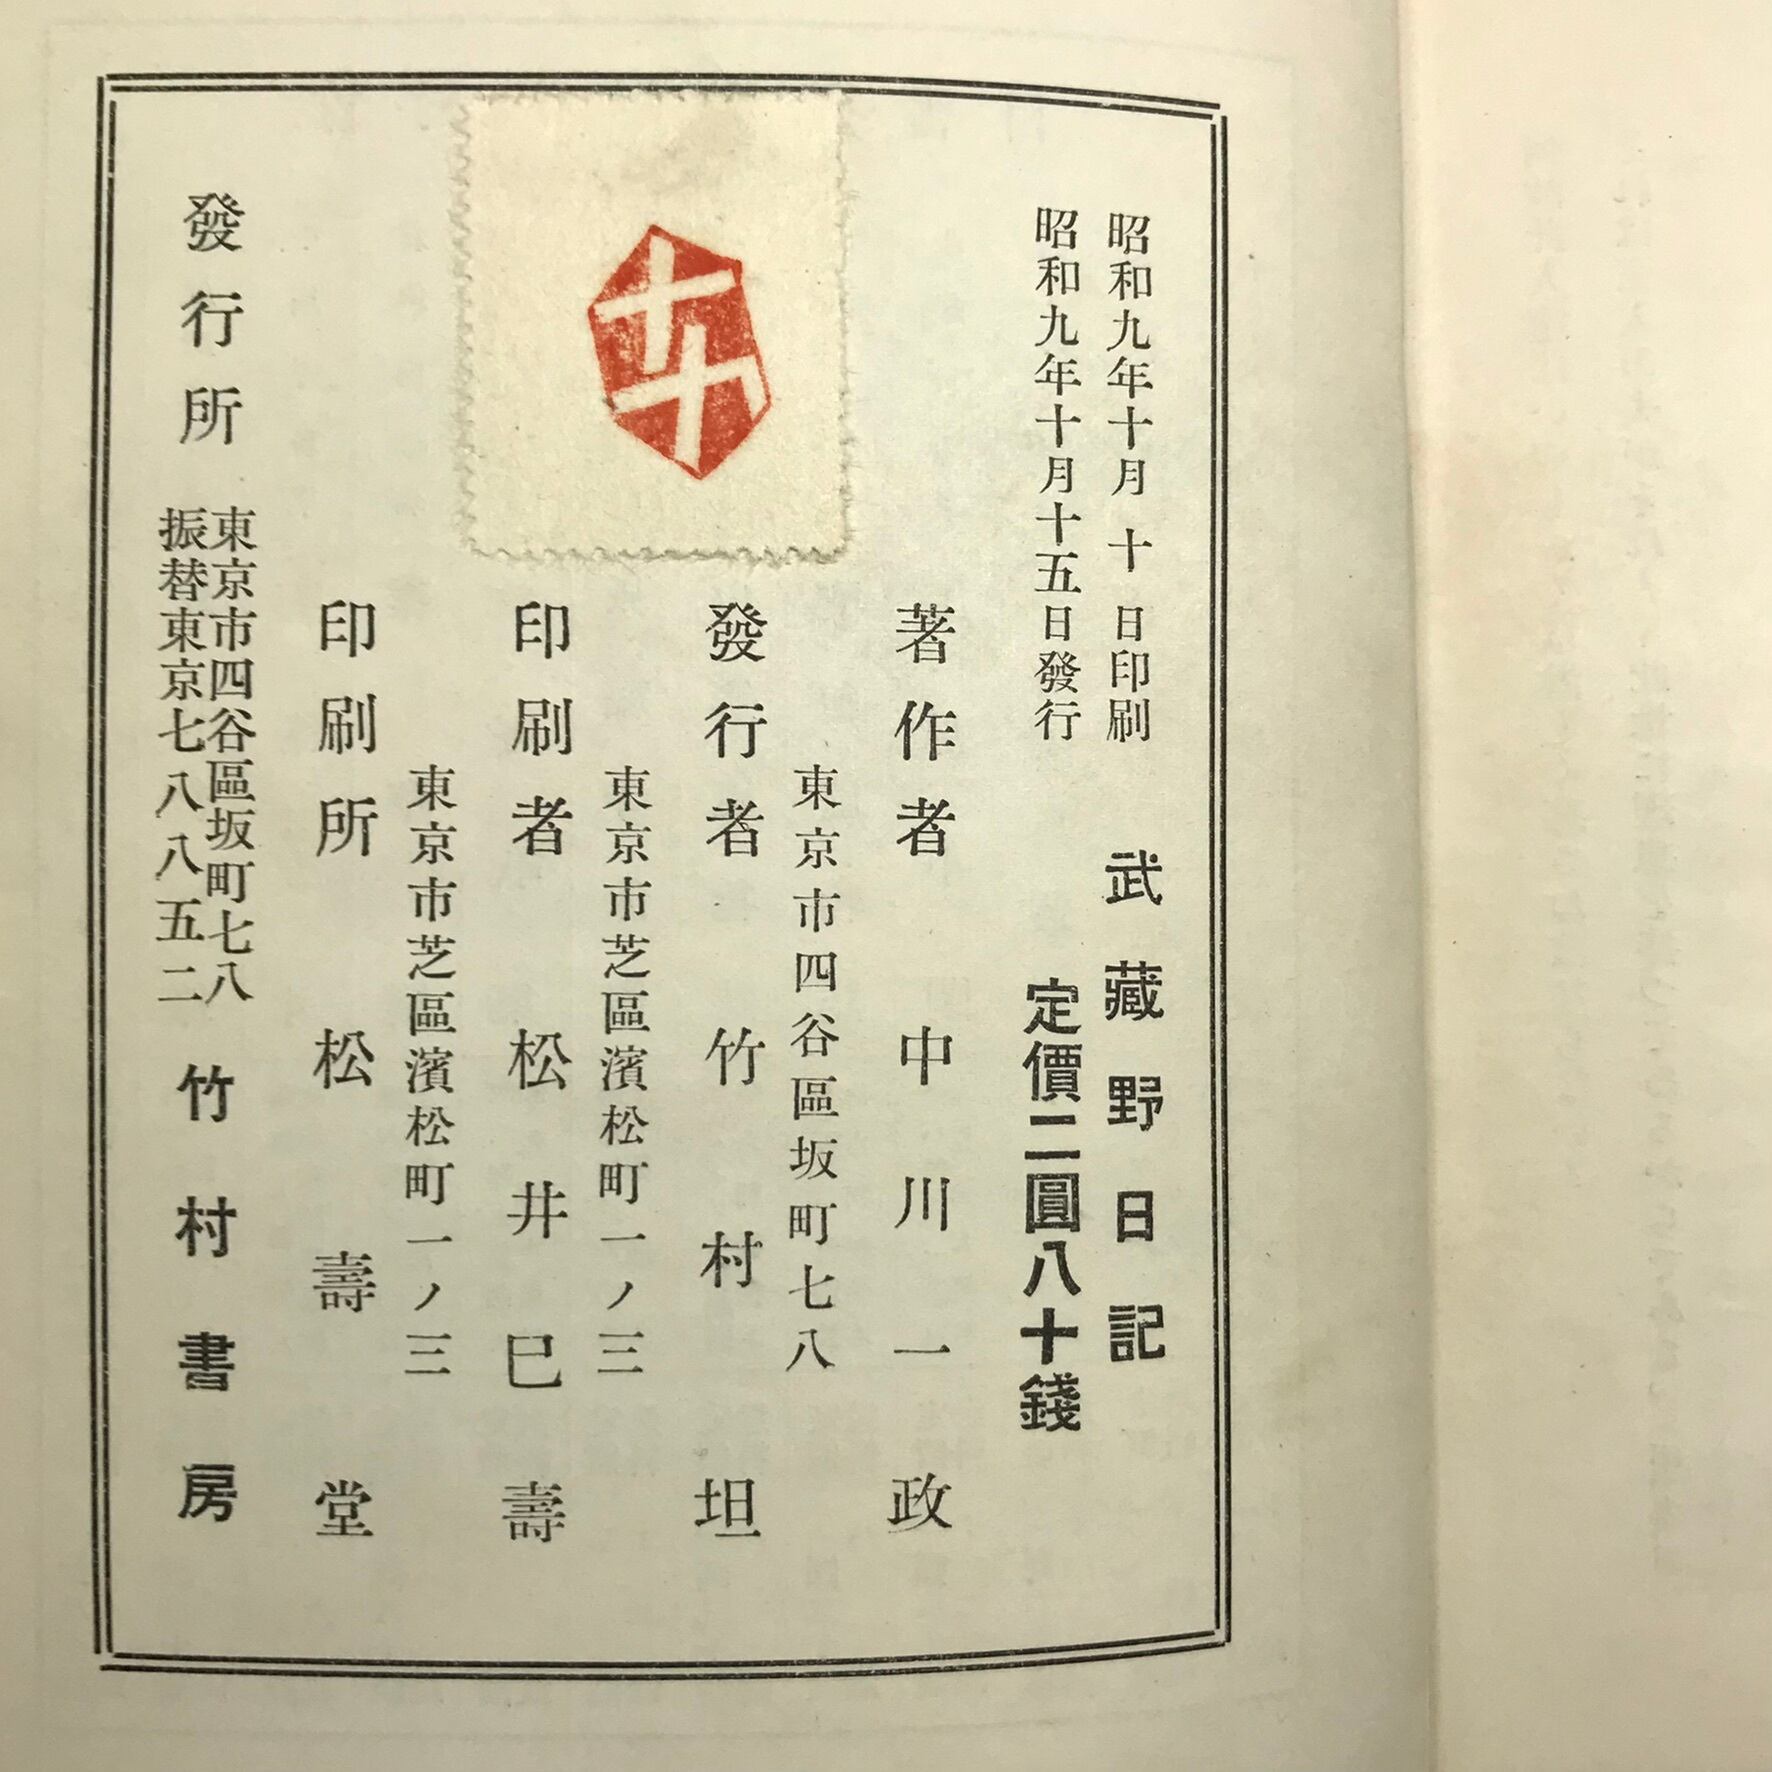 昭和九年十月十日印刷
昭和九年十月十五日發行
武藏野日記
定價二圓八十錢
著作者 中川一政
東京市四谷區坂町七八
發行者 竹村坦
東京市芝區濱松町一ノ三
印刷者 松井巳壽
東京市芝區濱松町一ノ三
印刷所 松壽堂
發行所
東京市四谷區坂町七八
振替東京七八八五二
竹村書房